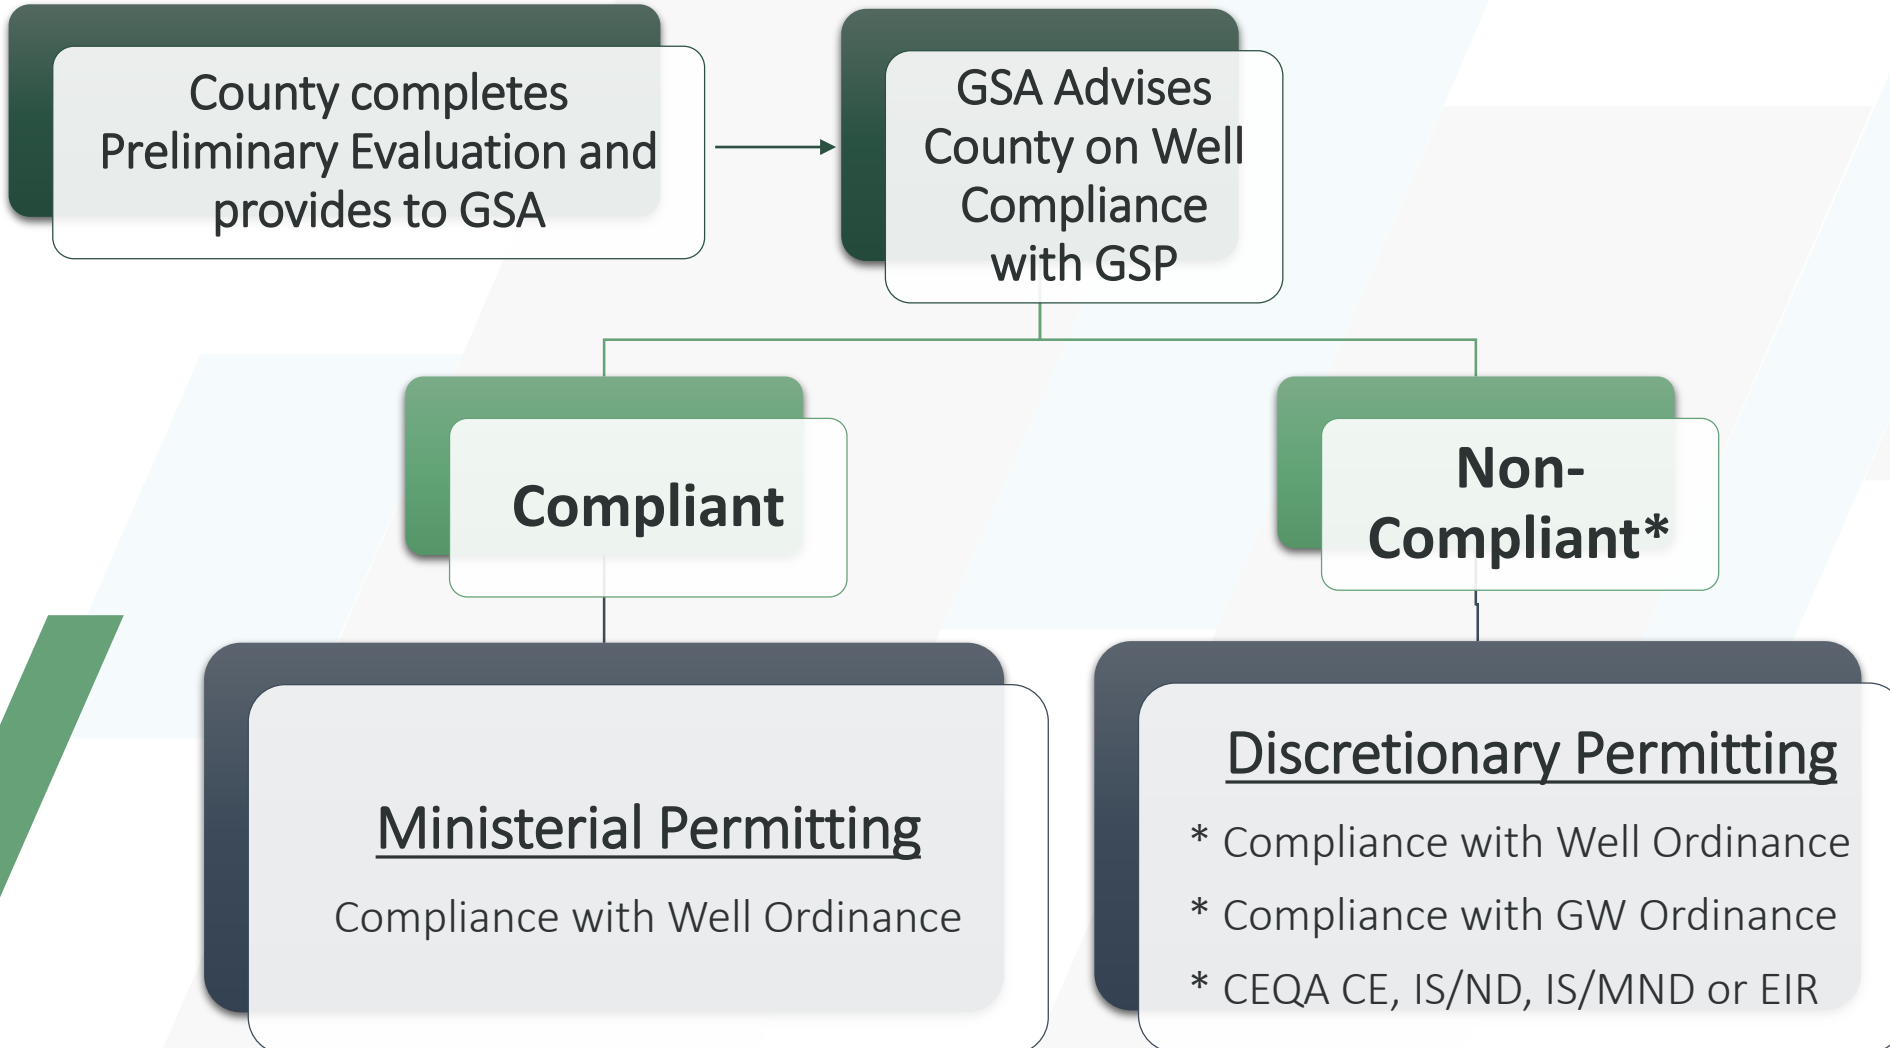 County completes
Preliminary Evaluation and
provides to GSA
GSA Advises
County on Well
Compliance
with GSP
Compliant
Non-
Compliant*
Ministerial Permitting
Compliance with Well Ordinance
Discretionary Permitting
* Compliance with Well Ordinance
* Compliance with GW Ordinance
* CEQA CE, IS/ND, IS/MND or EIR